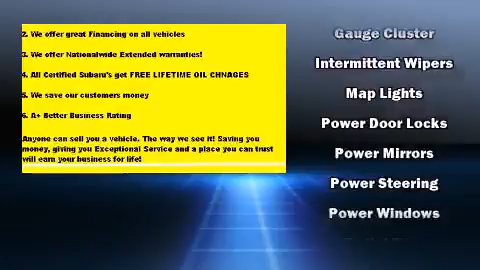 2. We offer great Financing on all vehicles
3. We offer Nationwide Extended warranties!
4. All Certified Subaru's get FREE LIFETIME OIL CHNAGES
5. We save our customers money
6. A+ Better Business Rating
Anyone can sell you a vehicle. The way we see it! Saving you
money, giving you Exceptional Service and a place you can trust
will earn your business for life!
Gauge Cluster
Intermittent Wipers
Map Lights
Power Door Locks
Power Mirrors
Power Steering
Power Windows